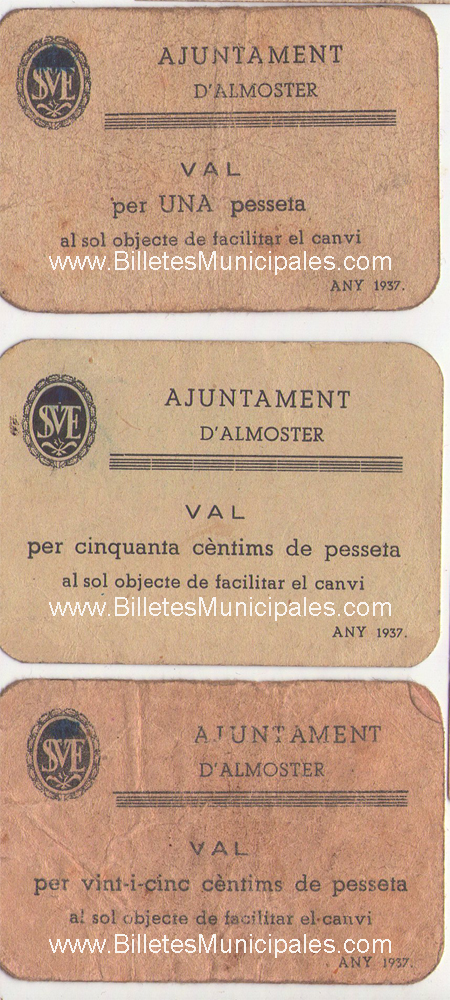 SVE
AJUNTAMENT
D'ALMOSTER
VAL
per UNA pesseta
al sol objecte de facilitar el canvi
www.BilletesMunicipales.com
ANY 1937.
SVE
AJUNTAMENT
D'ALMOSTER
VAL
per cinquanta cèntims de pesseta
al sol objecte de facilitar el canvi
www.BilletesMunicipales.com
ANY 1937.
SVE
AJUNTAMENT
D'ALMOSTER
VAL
per vint-i-cinc cèntims de pesseta
al sol objecte de facilitar el canvi
www.BilletesMunicipales.com
ANY 1937.